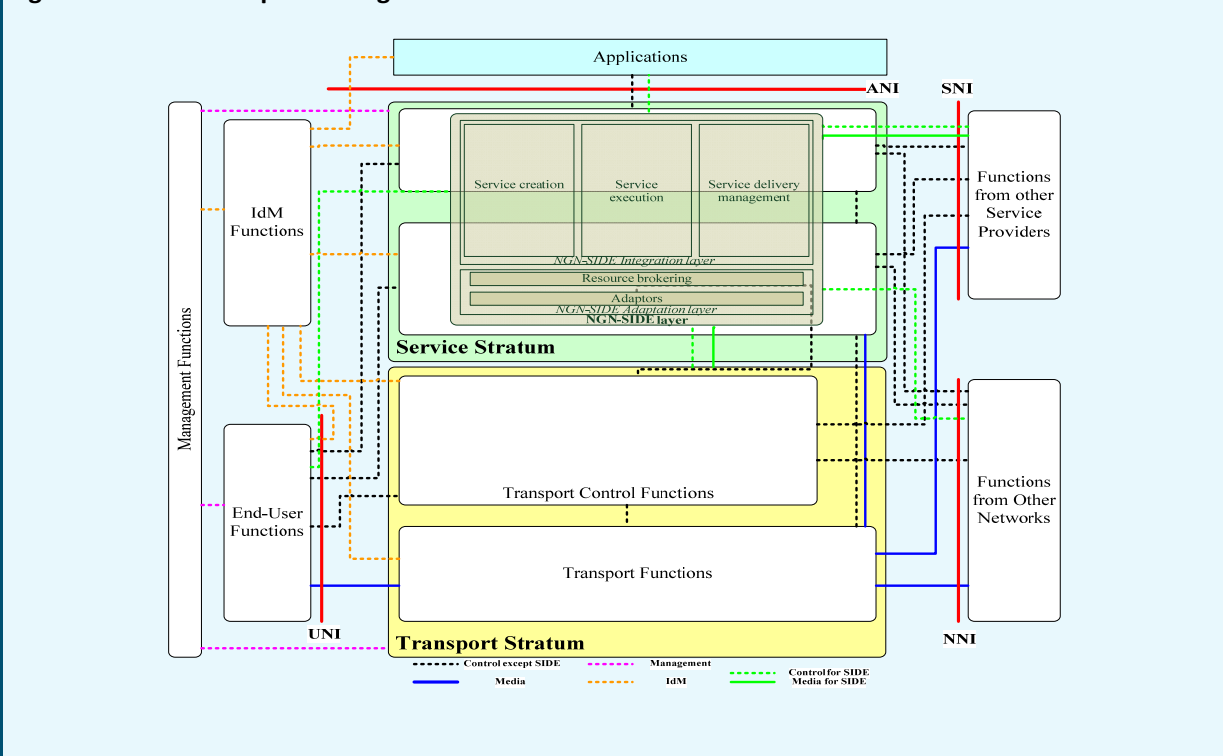 Applications
ANI
SNI
Service creation
Service
execution
Service delivery
management
Functions
from other
Service
Providers
IdM
Functions
NGN-SIDE Integration layer
Resource brokering
Adaptors
NGN-SIDE Adaptation layer
NGN-SIDE layer
Service Stratum
Management Functions
Transport Control Functions
End-User
Functions
Functions
from Other
Networks
Transport Functions
UNI
NNI
Transport Stratum
Control except SIDE
Management
Control for SIDE
Media
IdM
Media for SIDE